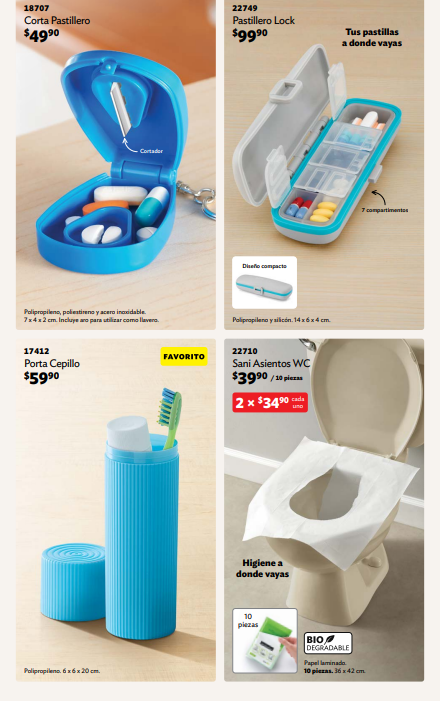 18707
Corta Pastillero
$49⁹⁰
Cortador
Polipropileno, poliestireno y acero inoxidable.
7 x 4 x 2 cm. Incluye aro para utilizar como llavero.
22749
Pastillero Lock
$99⁹⁰
Tus pastillas
a donde vayas
7 compartimentos
Diseño compacto
Polipropileno y silicón. 14 x 6 x 4 cm.
17412
Porta Cepillo
$59⁹⁰
FAVORITO
Polipropileno. 6 x 6 x 20 cm.
22710
Sani Asientos WC
$39⁹⁰ / 10 piezas
2 x $34⁹⁰ cada
uno
Higiene a
donde vayas
10
piezas
BIO
DEGRADABLE
Papel laminado.
10 piezas. 36 x 42 cm.